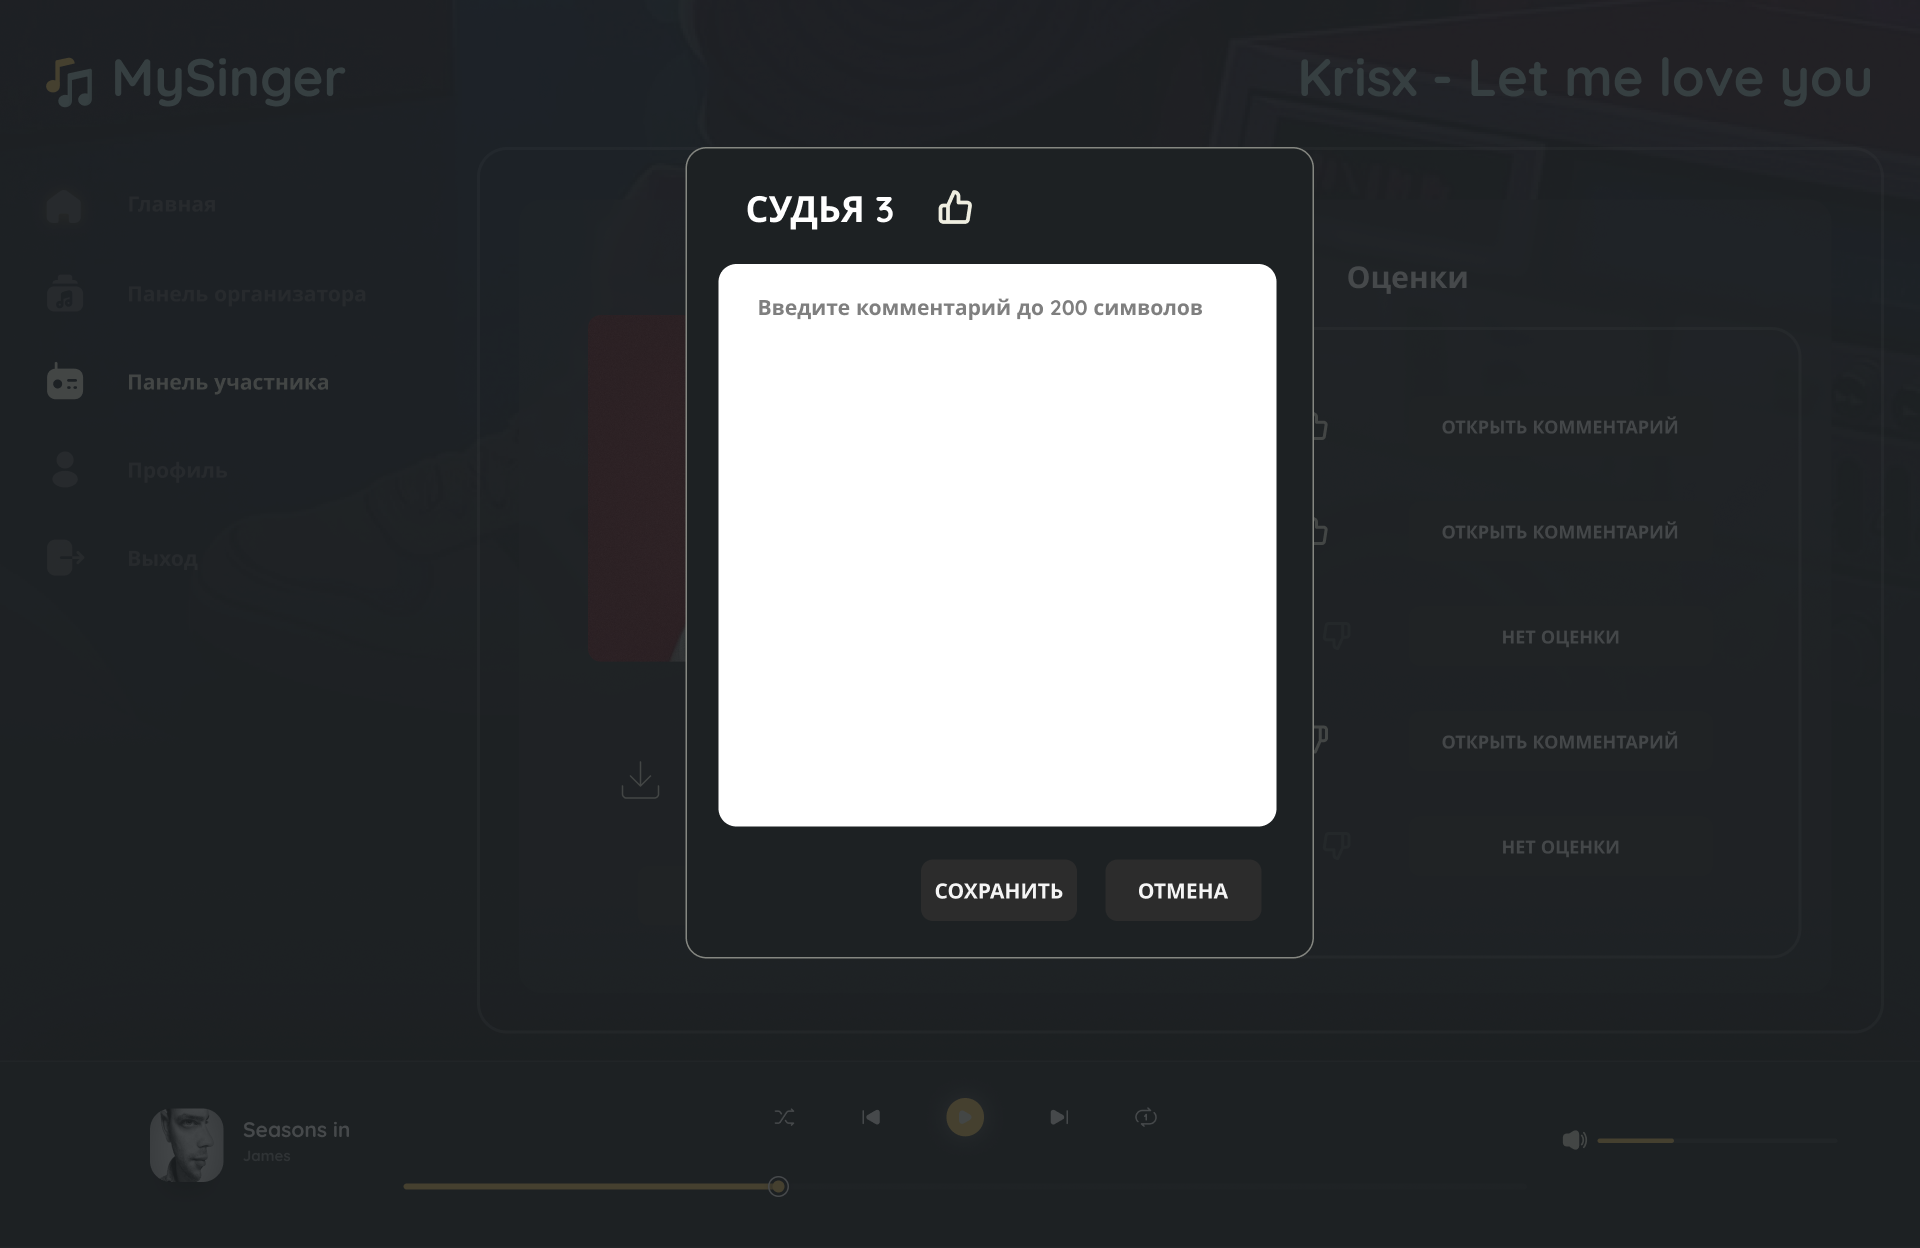 MySinger
Krisx - Let me love you
Главная
Панель организатора
Панель участника
Профиль
Выход
СУДЬЯ 3
Введите комментарий до 200 символов
СОХРАНИТЬ
ОТМЕНА
Оценки
ОТКРЫТЬ КОММЕНТАРИЙ
ОТКРЫТЬ КОММЕНТАРИЙ
НЕТ ОЦЕНКИ
ОТКРЫТЬ КОММЕНТАРИЙ
НЕТ ОЦЕНКИ
Seasons in
James